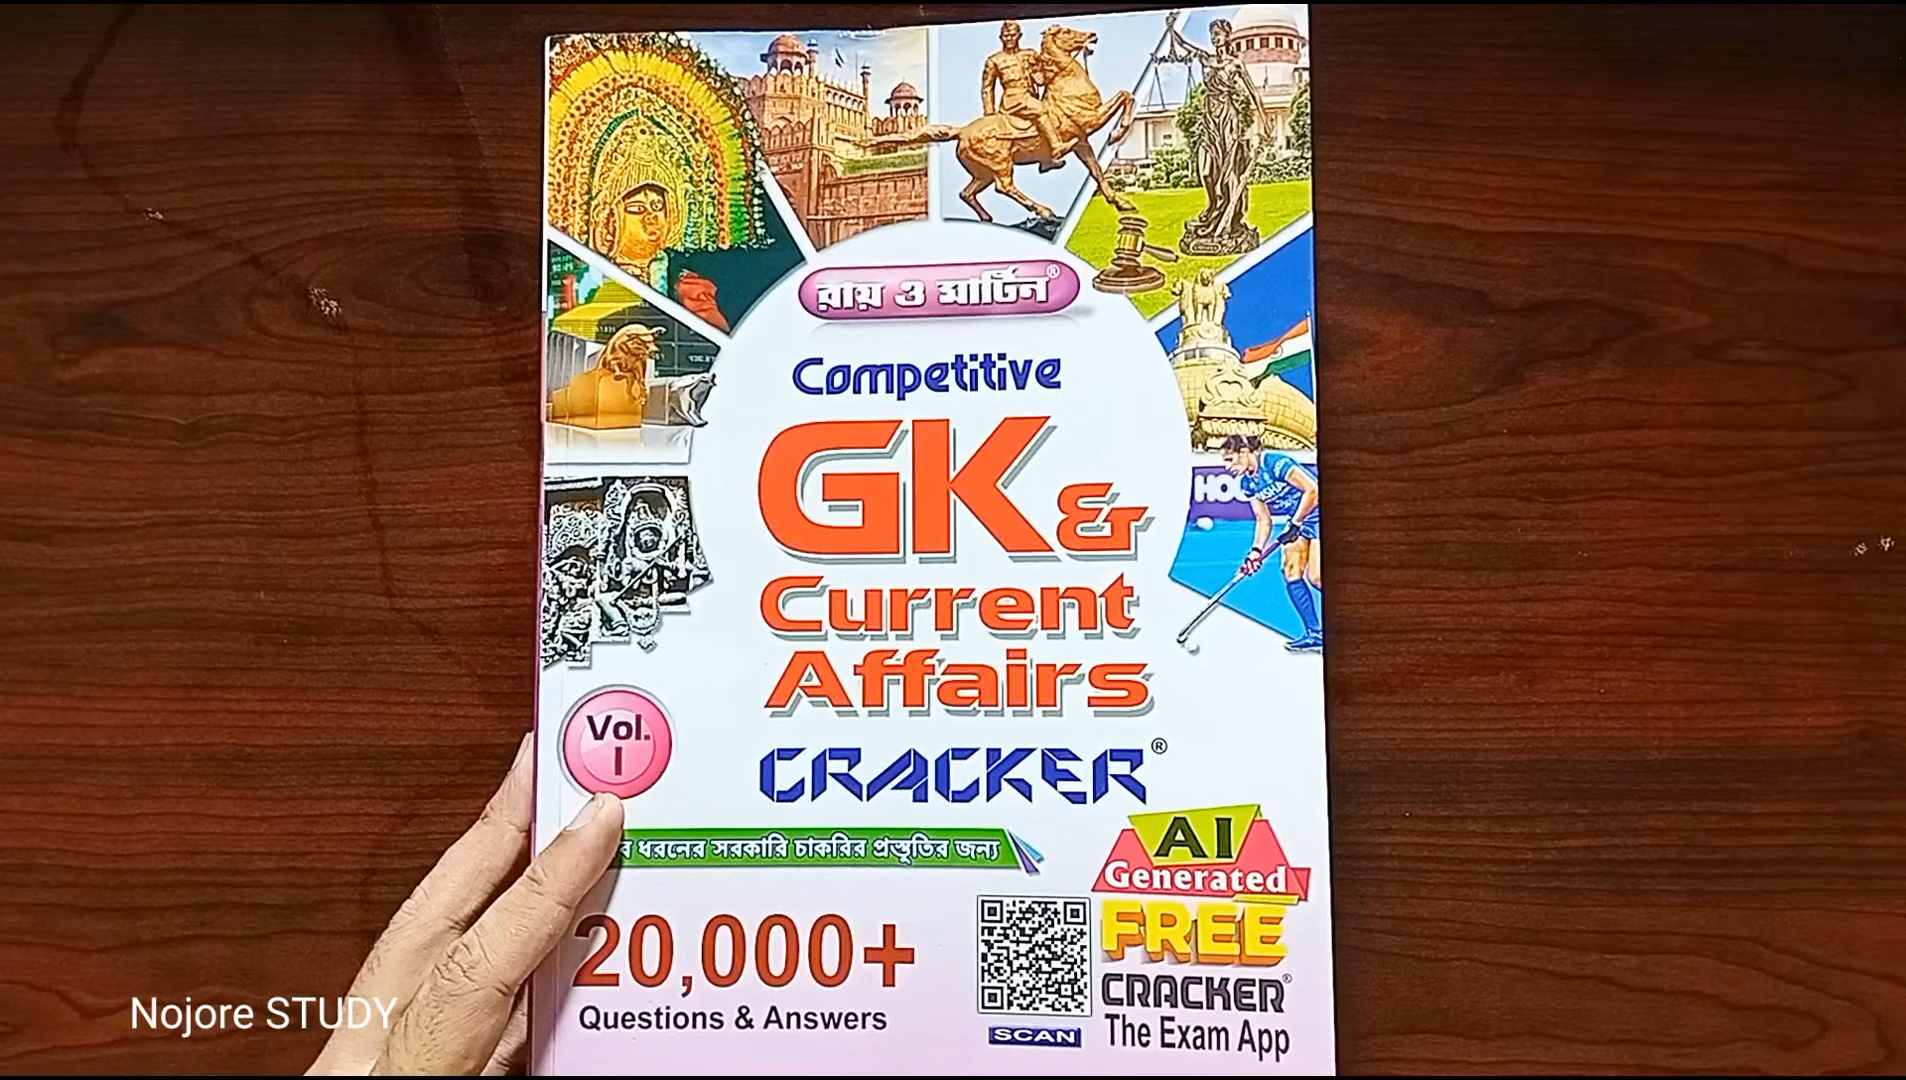 রায় ও মার্টিন®
Competitive
GK &
Current
Affairs
CRACKER®
Vol.
I
ধরনের সরকারি চাকরির প্রস্তুতির জন্য
20,000+
Questions & Answers
SCAN
AI
Generated
FREE
CRACKER®
The Exam App
Nojore STUDY